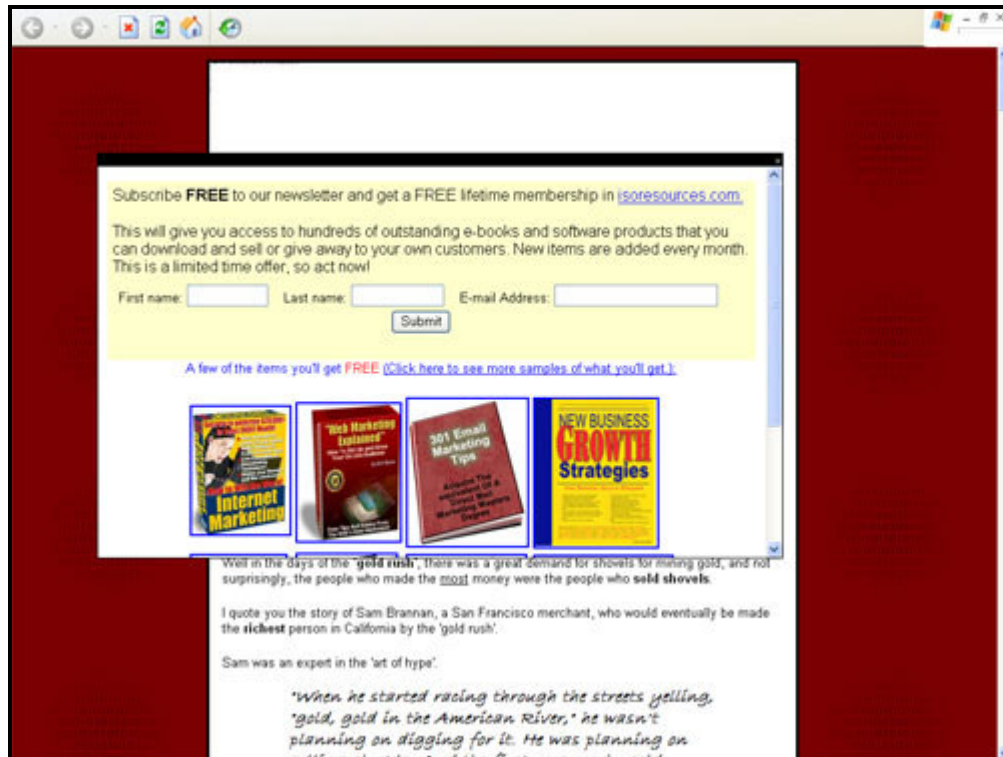 Subscribe FREE to our newsletter and get a FREE lifetime membership in isoresources.com.
This will give you access to hundreds of outstanding e-books and software products that you
can download and sell or give away to your own customers. New items are added every month.
This is a limited time offer, so act now!
First name: Last name: E-mail Address:
Submit
A few of the items you'll get FREE (Click here to see more samples of what you'll get.):
Internet
Marketing
"Web Marketing
Explained"
301 Email
Marketing
Tips
Acquire The
equivalent Of A
Direct Mail
Marketing Masters
Degree
NEW BUSINESS
GROWTH
Strategies
Well in the days of the 'gold rush', there was a great demand for shovels for mining gold, and not
surprisingly, the people who made the most money were the people who sold shovels.
I quote you the story of Sam Brannan, a San Francisco merchant, who would eventually be made
the richest person in California by the 'gold rush'.
Sam was an expert in the 'art of hype'.
"When he started racing through the streets yelling,
"gold, gold in the American River," he wasn't
planning on digging for it. He was planning on